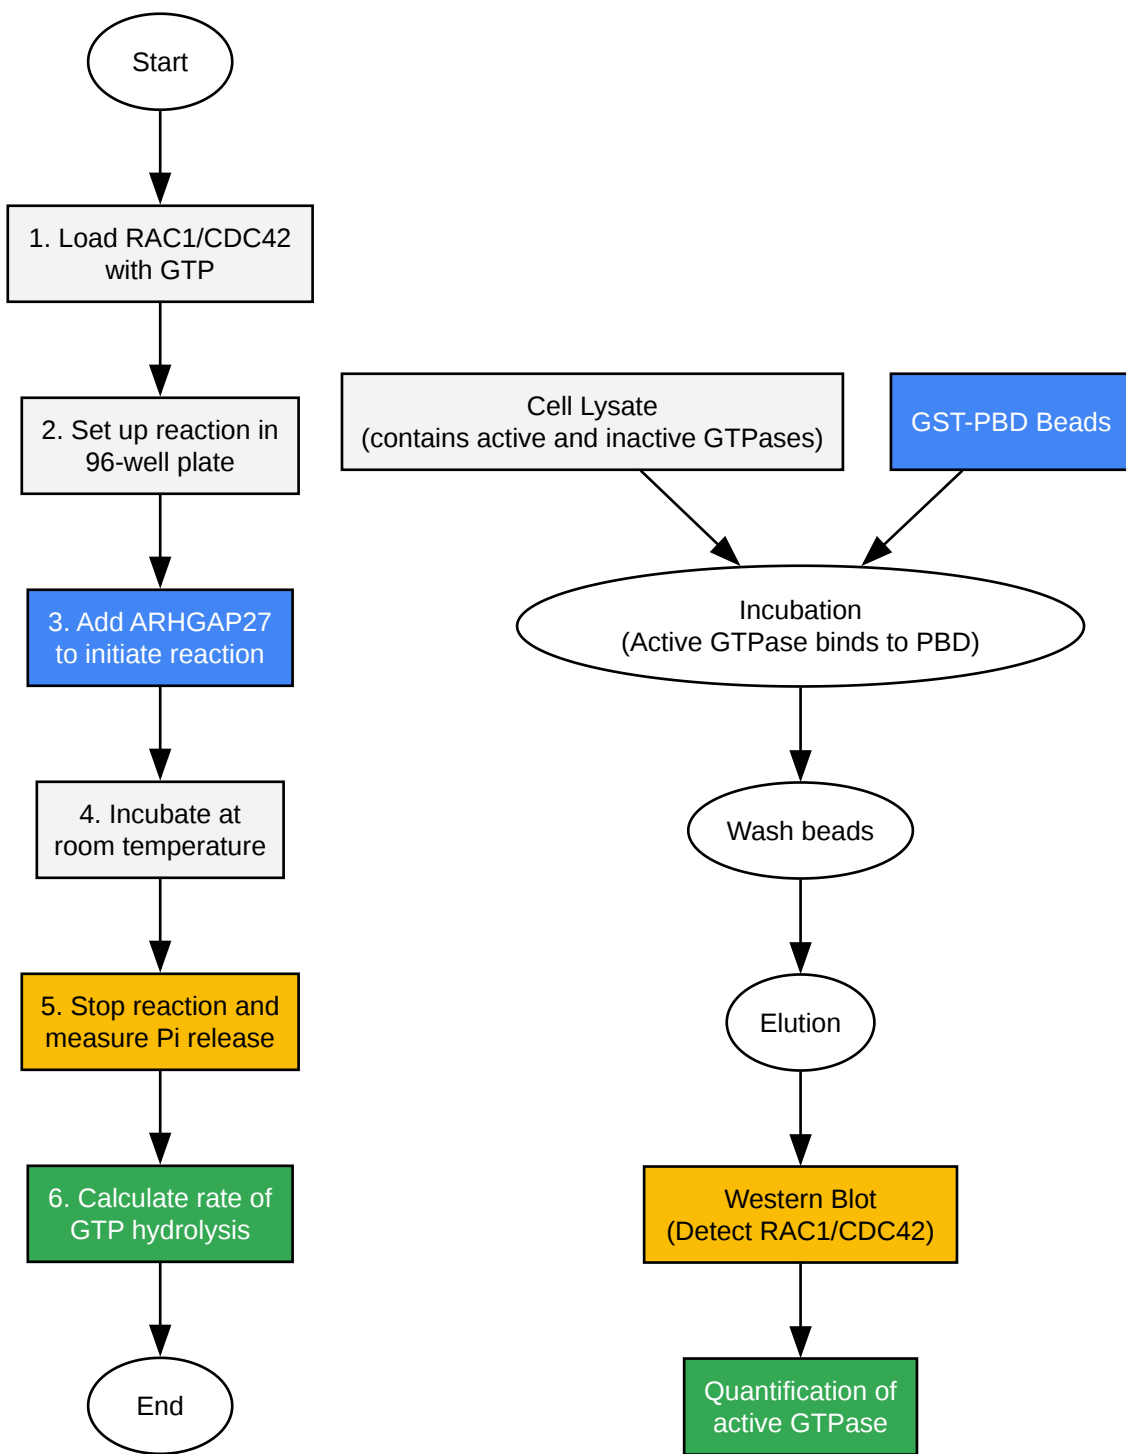 Start
1. Load RAC1/CDC42
with GTP
2. Set up reaction in
96-well plate
3. Add ARHGAP27
to initiate reaction
4. Incubate at
room temperature
5. Stop reaction and
measure Pi release
6. Calculate rate of
GTP hydrolysis
End
Cell Lysate
(contains active and inactive GTPases)
GST-PBD Beads
Incubation
(Active GTPase binds to PBD)
Wash beads
Elution
Western Blot
(Detect RAC1/CDC42)
Quantification of
active GTPase